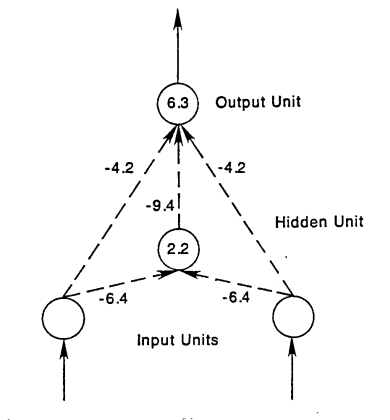 6.3 Output Unit
-4.2 -4.2
-9.4
Hidden Unit
2.2
-6.4 -6.4
Input Units